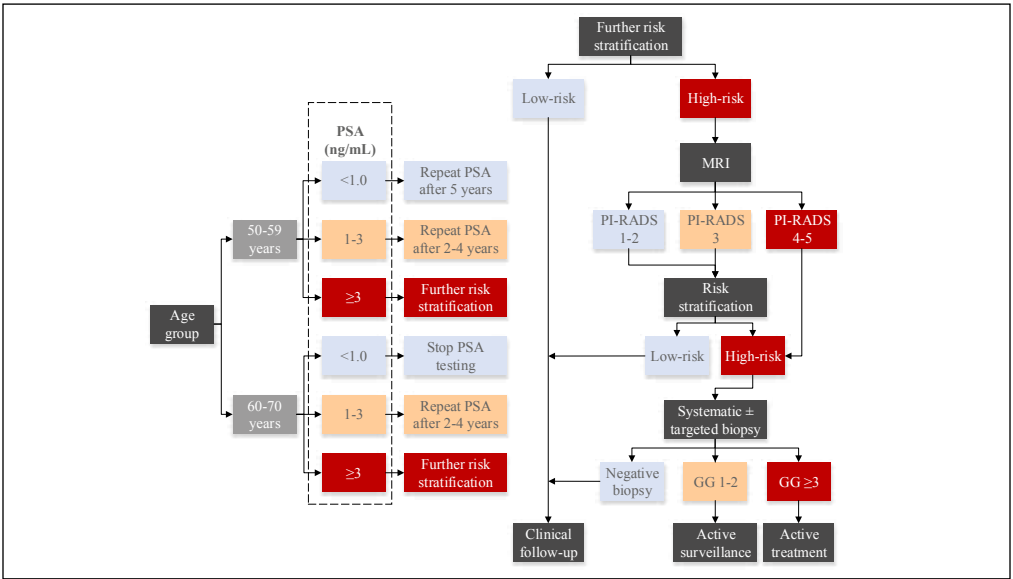 Age
group
50-59
years
60-70
years
PSA
(ng/mL)
<1.0
Repeat PSA
after 5 years
1-3
Repeat PSA
after 2-4 years
≥3
Further risk
stratification
<1.0
Stop PSA
testing
1-3
Repeat PSA
after 2-4 years
≥3
Further risk
stratification
Further risk
stratification
Low-risk
High-risk
MRI
PI-RADS
1-2
PI-RADS
3
PI-RADS
4-5
Risk
stratification
Low-risk
High-risk
Systematic ±
targeted biopsy
Negative
biopsy
GG 1-2
GG ≥3
Clinical
follow-up
Active
surveillance
Active
treatment